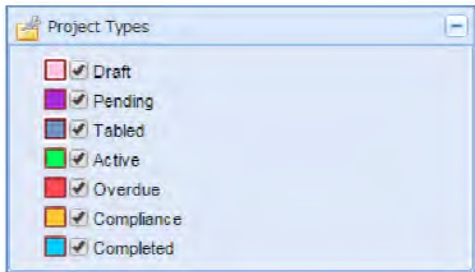 Project Types
Draft
Pending
Tabled
Active
Overdue
Compliance
Completed